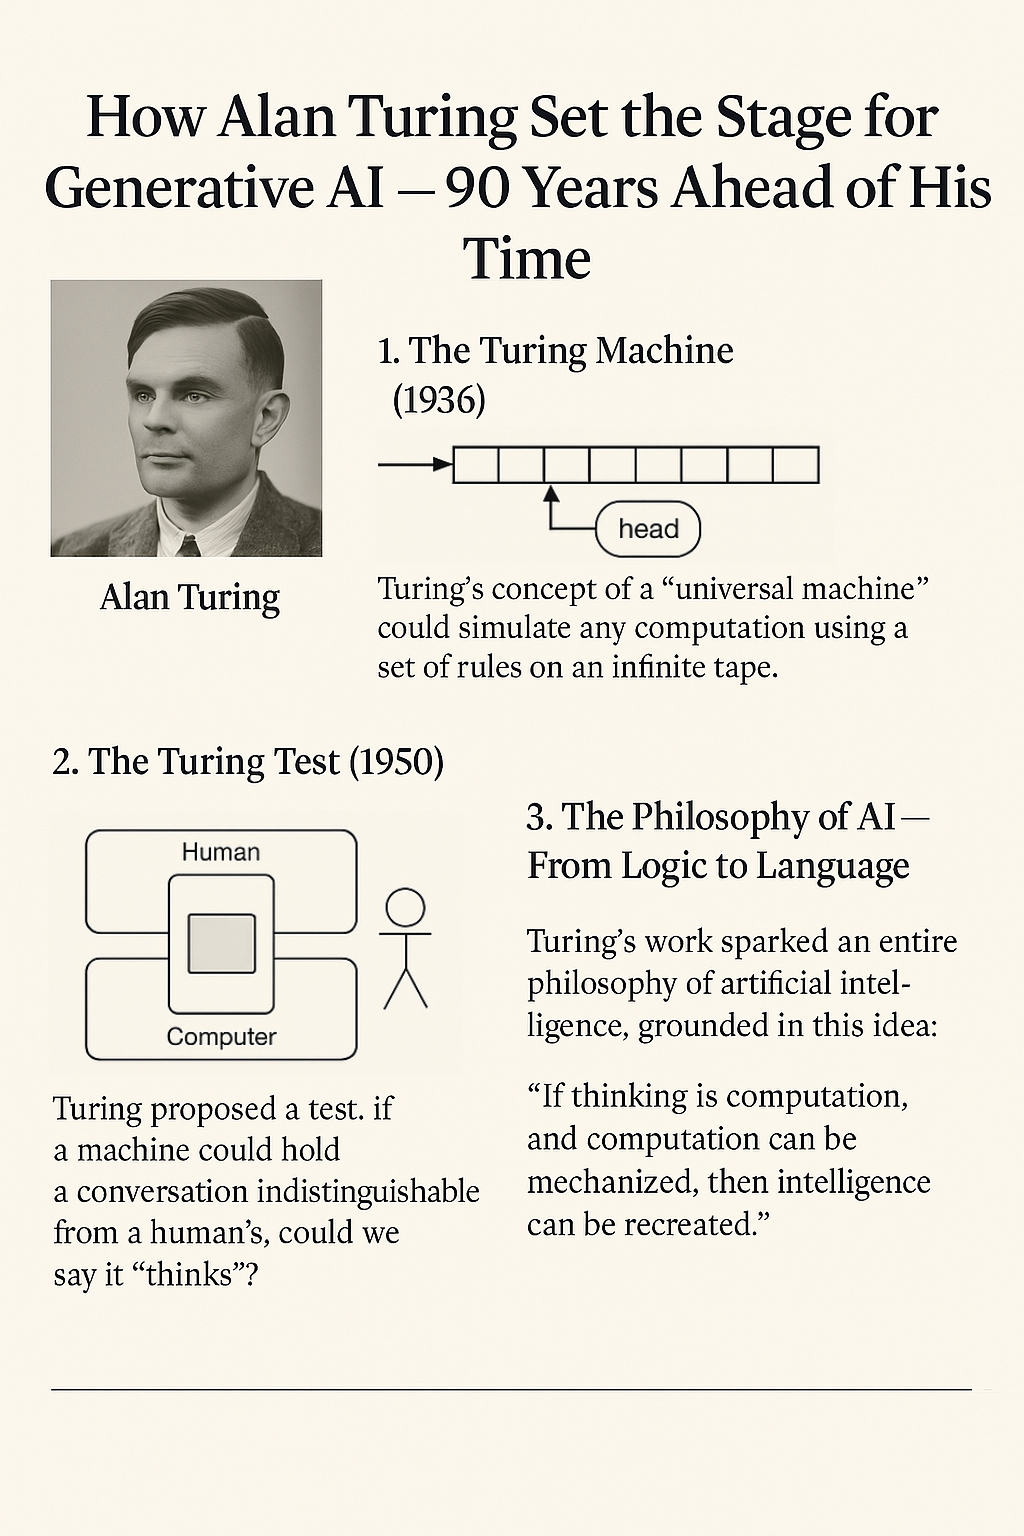 How Alan Turing Set the Stage for
Generative AI — 90 Years Ahead of His
Time
Alan Turing
1. The Turing Machine
(1936)
head
Turing’s concept of a “universal machine”
could simulate any computation using a
set of rules on an infinite tape.
2. The Turing Test (1950)
Human
Computer
Turing proposed a test. if
a machine could hold
a conversation indistinguishable
from a human’s, could we
say it “thinks”?
3. The Philosophy of AI—
From Logic to Language
Turing’s work sparked an entire
philosophy of artificial intel-
ligence, grounded in this idea:
“If thinking is computation,
and computation can be
mechanized, then intelligence
can be recreated.”